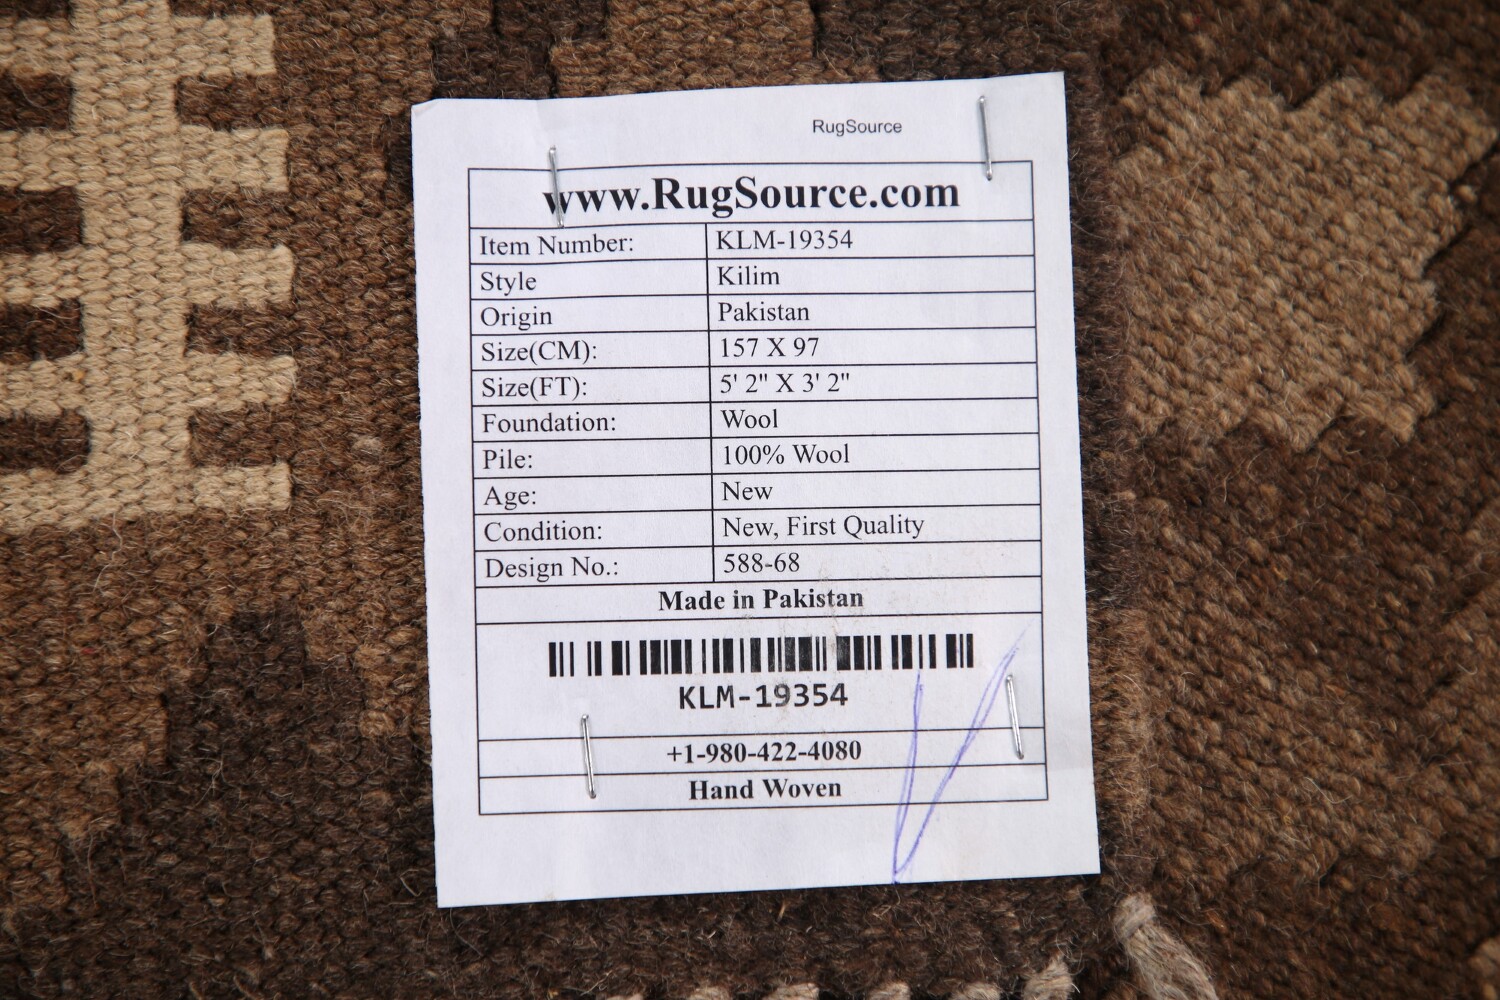 RugSource
www.RugSource.com
Item Number: KLM-19354
Style Kilim
Origin Pakistan
Size(CM): 157 X 97
Size(FT): 5' 2" X 3' 2"
Foundation: Wool
Pile: 100% Wool
Age: New
Condition: New, First Quality
Design No.: 588-68
Made in Pakistan
KLM-19354
+1-980-422-4080
Hand Woven